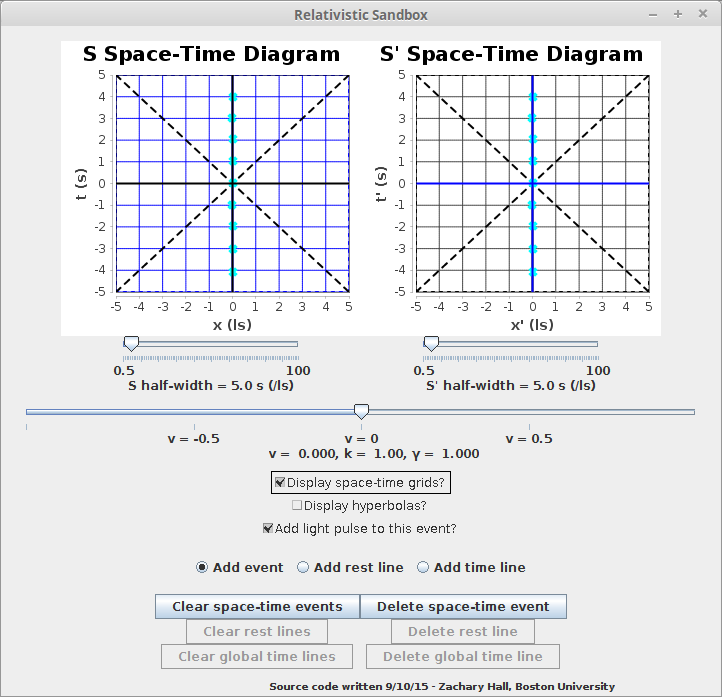 Relativistic Sandbox
S Space-Time Diagram
S' Space-Time Diagram
5
4
3
2
1
0
-1
-2
-3
-4
-5
t (s)
-5 -4 -3 -2 -1 0 1 2 3 4 5
x (ls)
5
4
3
2
1
0
-1
-2
-3
-4
-5
t' (s)
-5 -4 -3 -2 -1 0 1 2 3 4 5
x' (ls)
0.5 100
S half-width = 5.0 s (/ls)
0.5 100
S' half-width = 5.0 s (/ls)
v = -0.5 v = 0 v = 0.5
v = 0.000, k = 1.00, γ = 1.000
Display space-time grids?
Display hyperbolas?
Add light pulse to this event?
Add event Add rest line Add time line
Clear space-time events Delete space-time event
Clear rest lines Delete rest line
Clear global time lines Delete global time line
Source code written 9/10/15 - Zachary Hall, Boston University